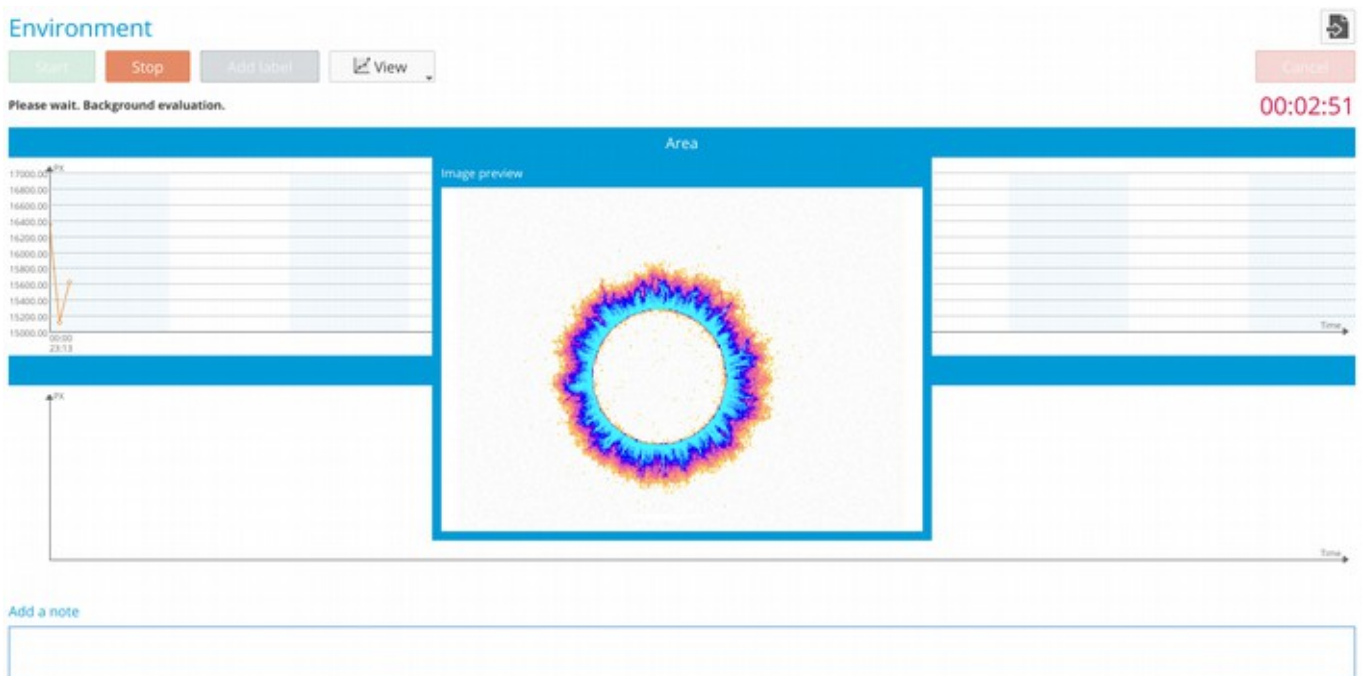 Environment
Start Stop Add label View Cancel
Please wait. Background evaluation.
00:02:51
Area
Image preview
PX
17000.00
16800.00
16600.00
16400.00
16200.00
16000.00
15800.00
15600.00
15400.00
15200.00
15000.00
00:00
23:13
Time
PX
Time
Add a note